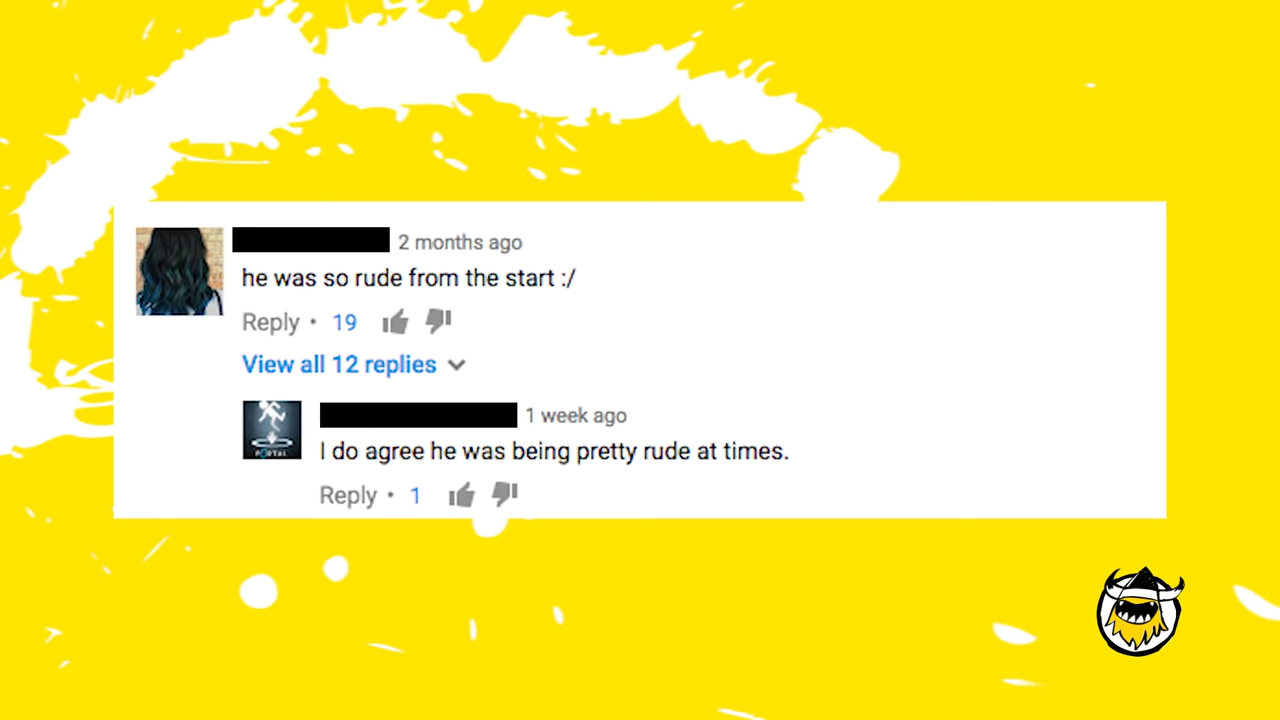 2 months ago
he was so rude from the start :/
Reply • 19
View all 12 replies
PORTAL
1 week ago
I do agree he was being pretty rude at times.
Reply • 1